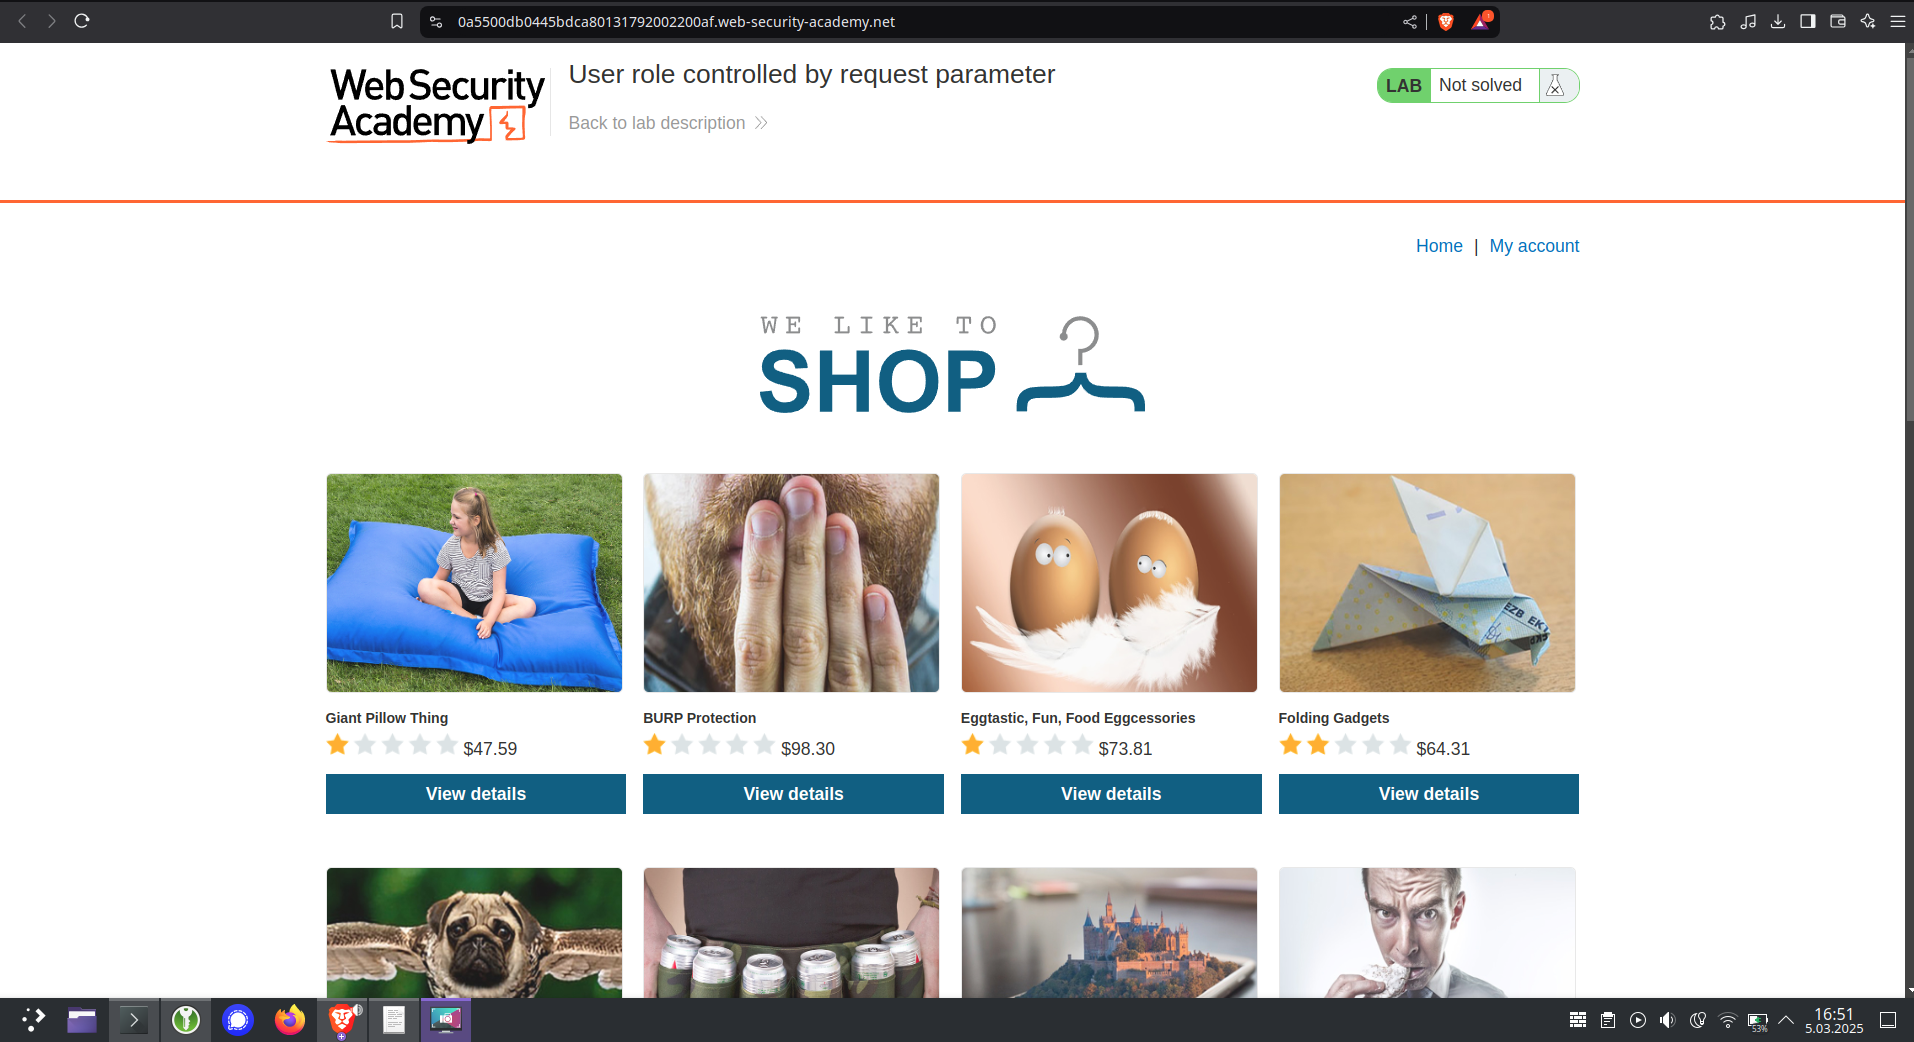 0a5500db0445bdca80131792002200af.web-security-academy.net
Web Security
Academy
User role controlled by request parameter
Back to lab description
LAB Not solved
Home | My account
WE LIKE TO
SHOP
EZB EK
Giant Pillow Thing
$47.59
View details
BURP Protection
$98.30
View details
Eggtastic, Fun, Food Eggcessories
$73.81
View details
Folding Gadgets
$64.31
View details
53%
16:51
5.03.2025